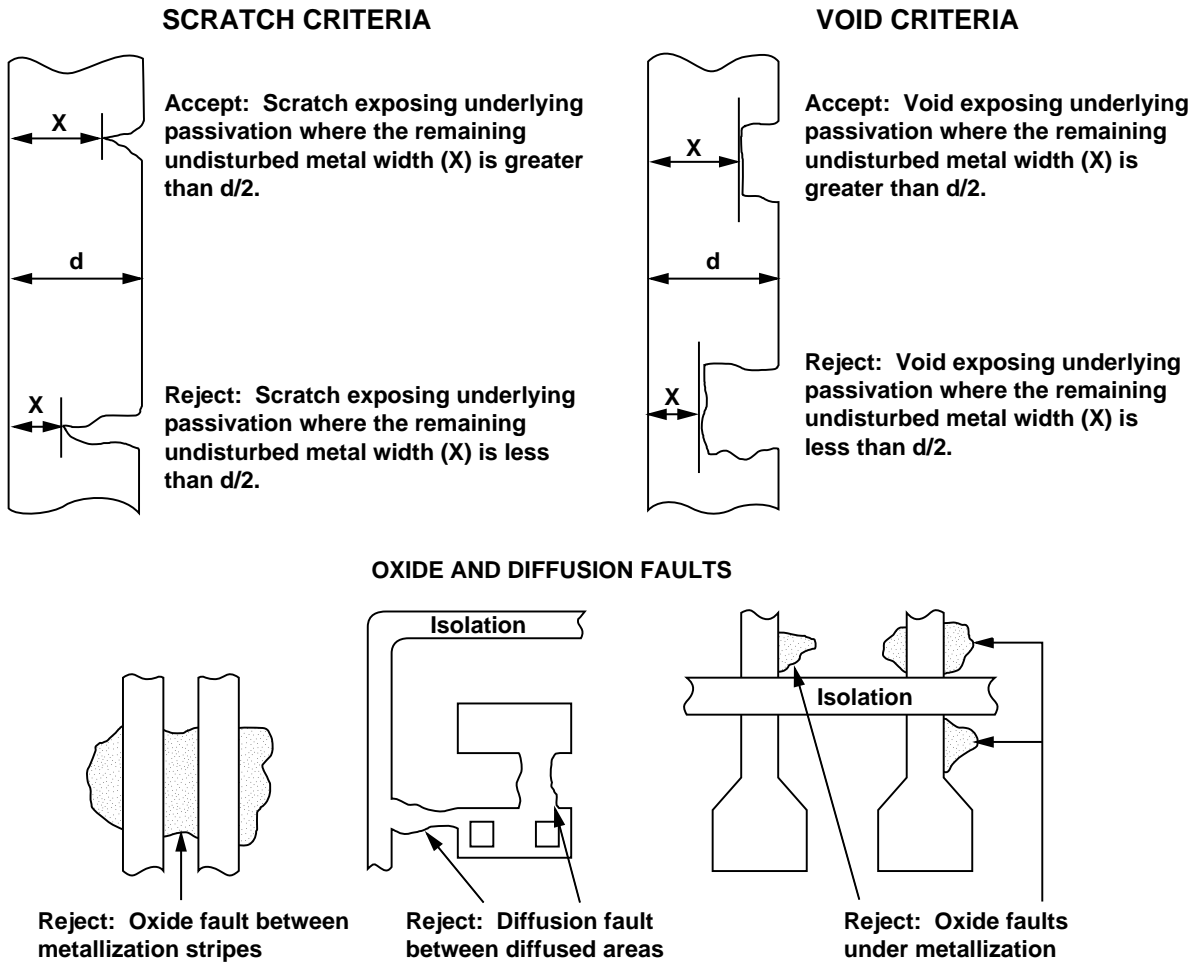 SCRATCH CRITERIA
X
Accept: Scratch exposing underlying
passivation where the remaining
undisturbed metal width (X) is greater
than d/2.
d
X
Reject: Scratch exposing underlying
passivation where the remaining
undisturbed metal width (X) is less
than d/2.
VOID CRITERIA
X
Accept: Void exposing underlying
passivation where the remaining
undisturbed metal width (X) is
greater than d/2.
d
X
Reject: Void exposing underlying
passivation where the remaining
undisturbed metal width (X) is
less than d/2.
OXIDE AND DIFFUSION FAULTS
Isolation
Isolation
Reject: Oxide fault between
metallization stripes
Reject: Diffusion fault
between diffused areas
Reject: Oxide faults
under metallization